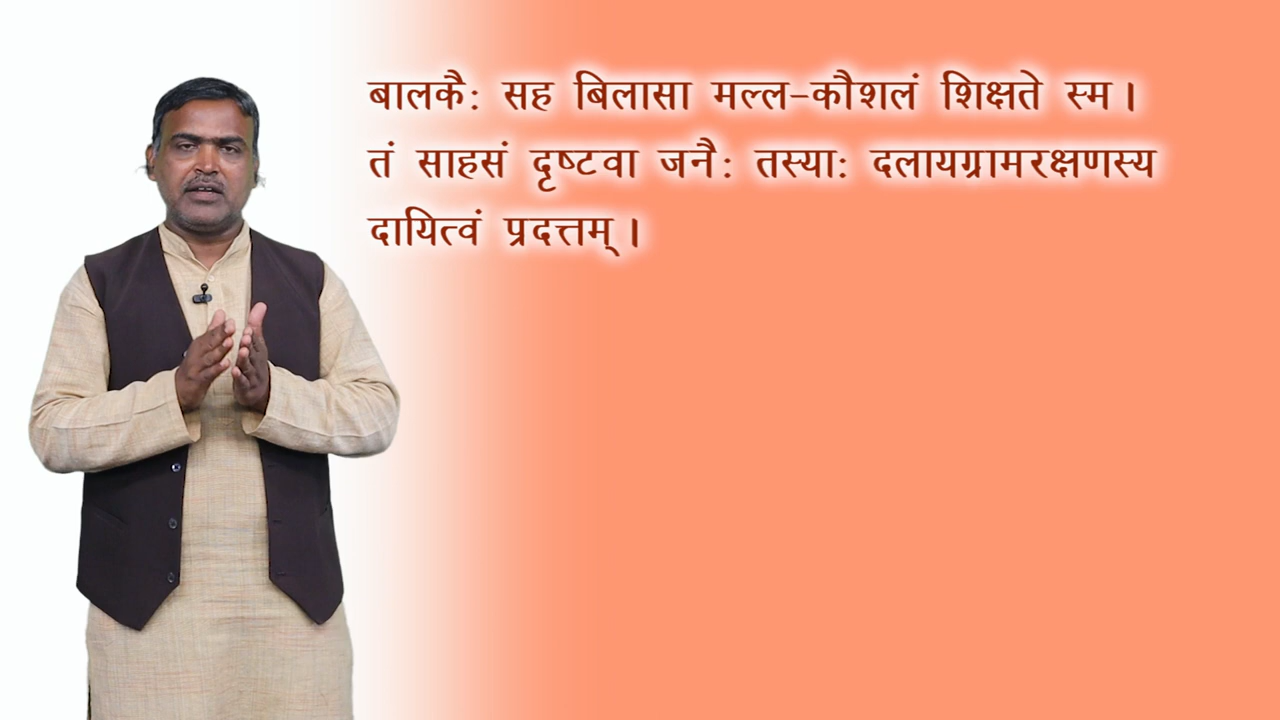 बालकै: सह बिलासा मल्ल-कौशलं शिक्षते स्म।
तं साहसं दृष्टवा जनै: तस्या: दलायग्रामरक्षणस्य
दायित्वं प्रदत्तम्।